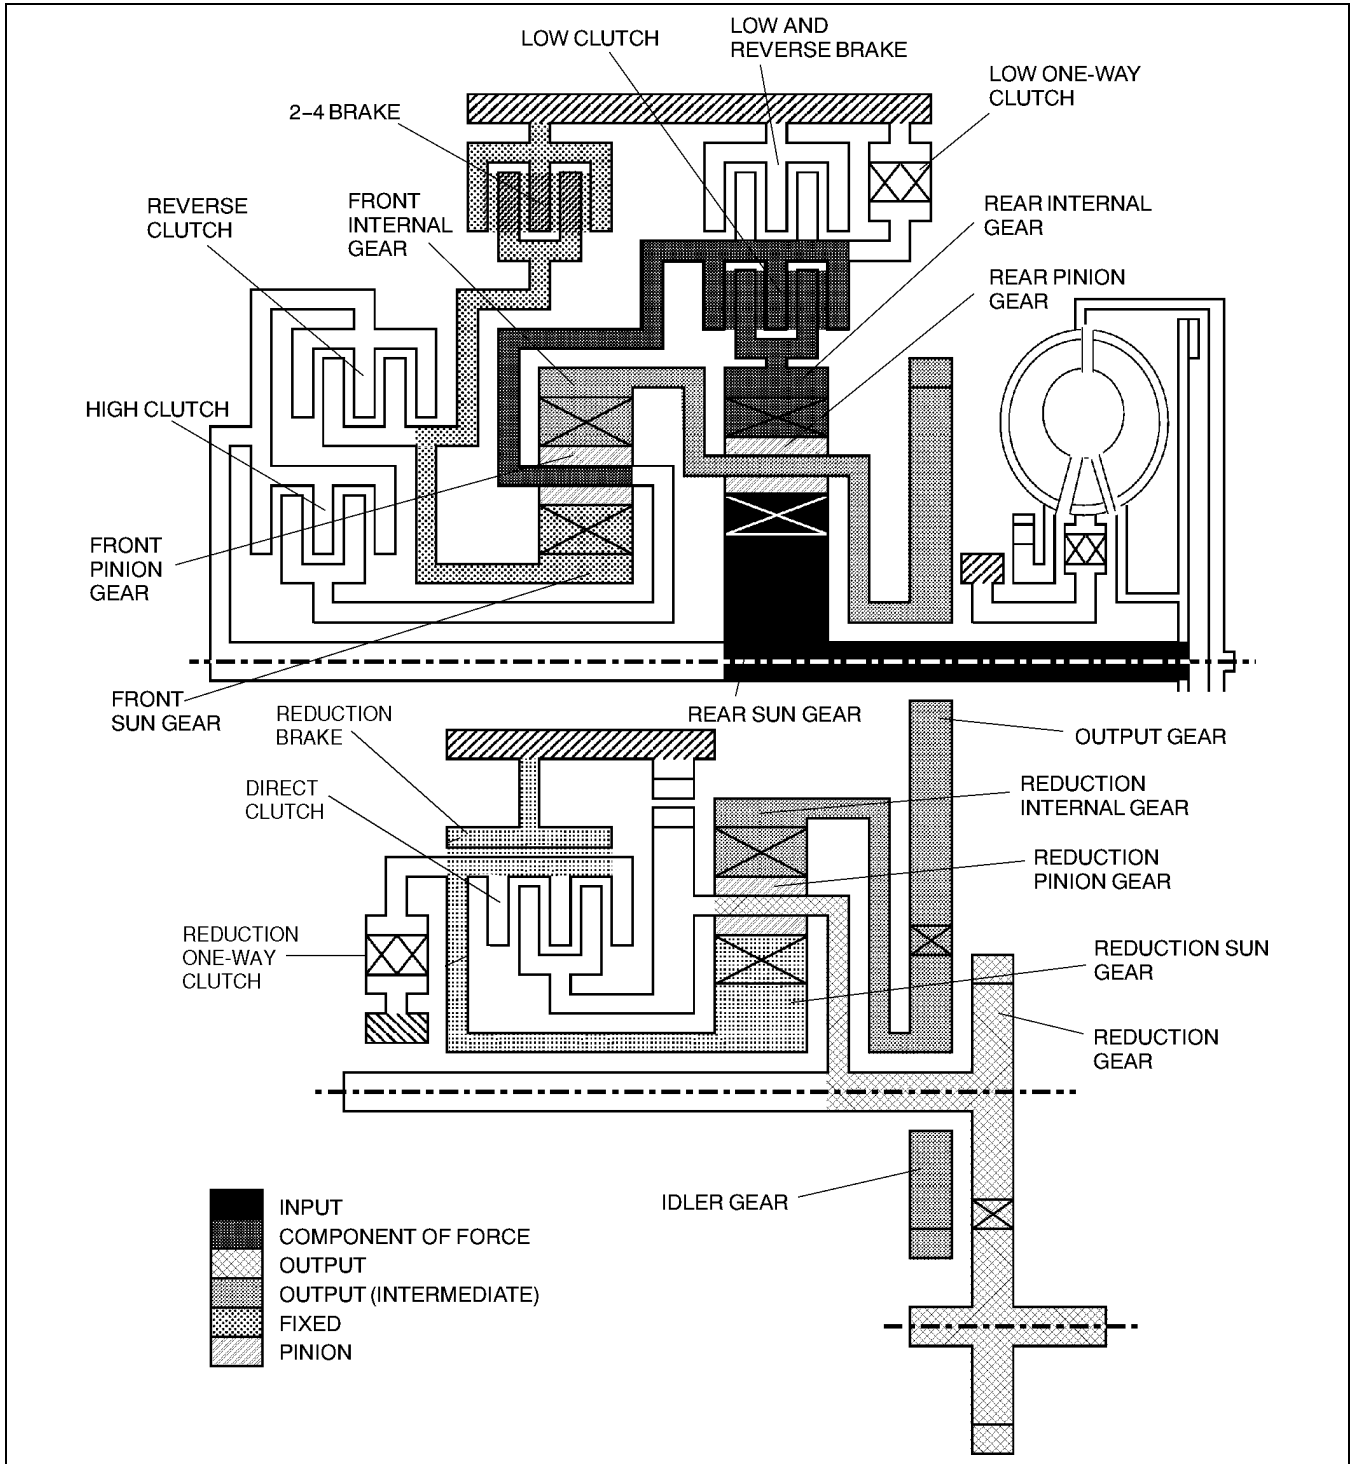 LOW CLUTCH
LOW AND
REVERSE BRAKE
LOW ONE-WAY
CLUTCH
2–4 BRAKE
FRONT
INTERNAL
GEAR
REVERSE
CLUTCH
REAR INTERNAL
GEAR
REAR PINION
GEAR
HIGH CLUTCH
FRONT
PINION
GEAR
FRONT
SUN GEAR
REAR SUN GEAR
REDUCTION
BRAKE
OUTPUT GEAR
DIRECT
CLUTCH
REDUCTION
INTERNAL GEAR
REDUCTION
PINION GEAR
REDUCTION
ONE-WAY
CLUTCH
REDUCTION SUN
GEAR
REDUCTION
GEAR
IDLER GEAR
INPUT
COMPONENT OF FORCE
OUTPUT
OUTPUT (INTERMEDIATE)
FIXED
PINION